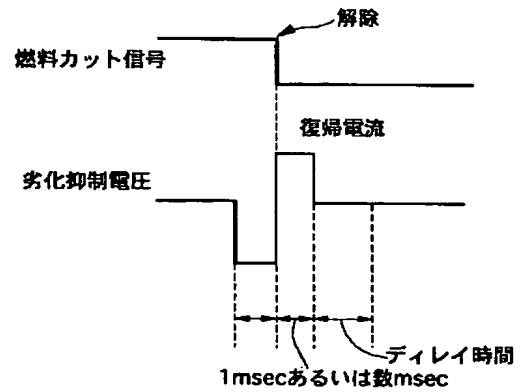 解除
燃料カット信号
復帰電流
劣化抑制電圧
ディレイ時間
1msecあるいは数msec